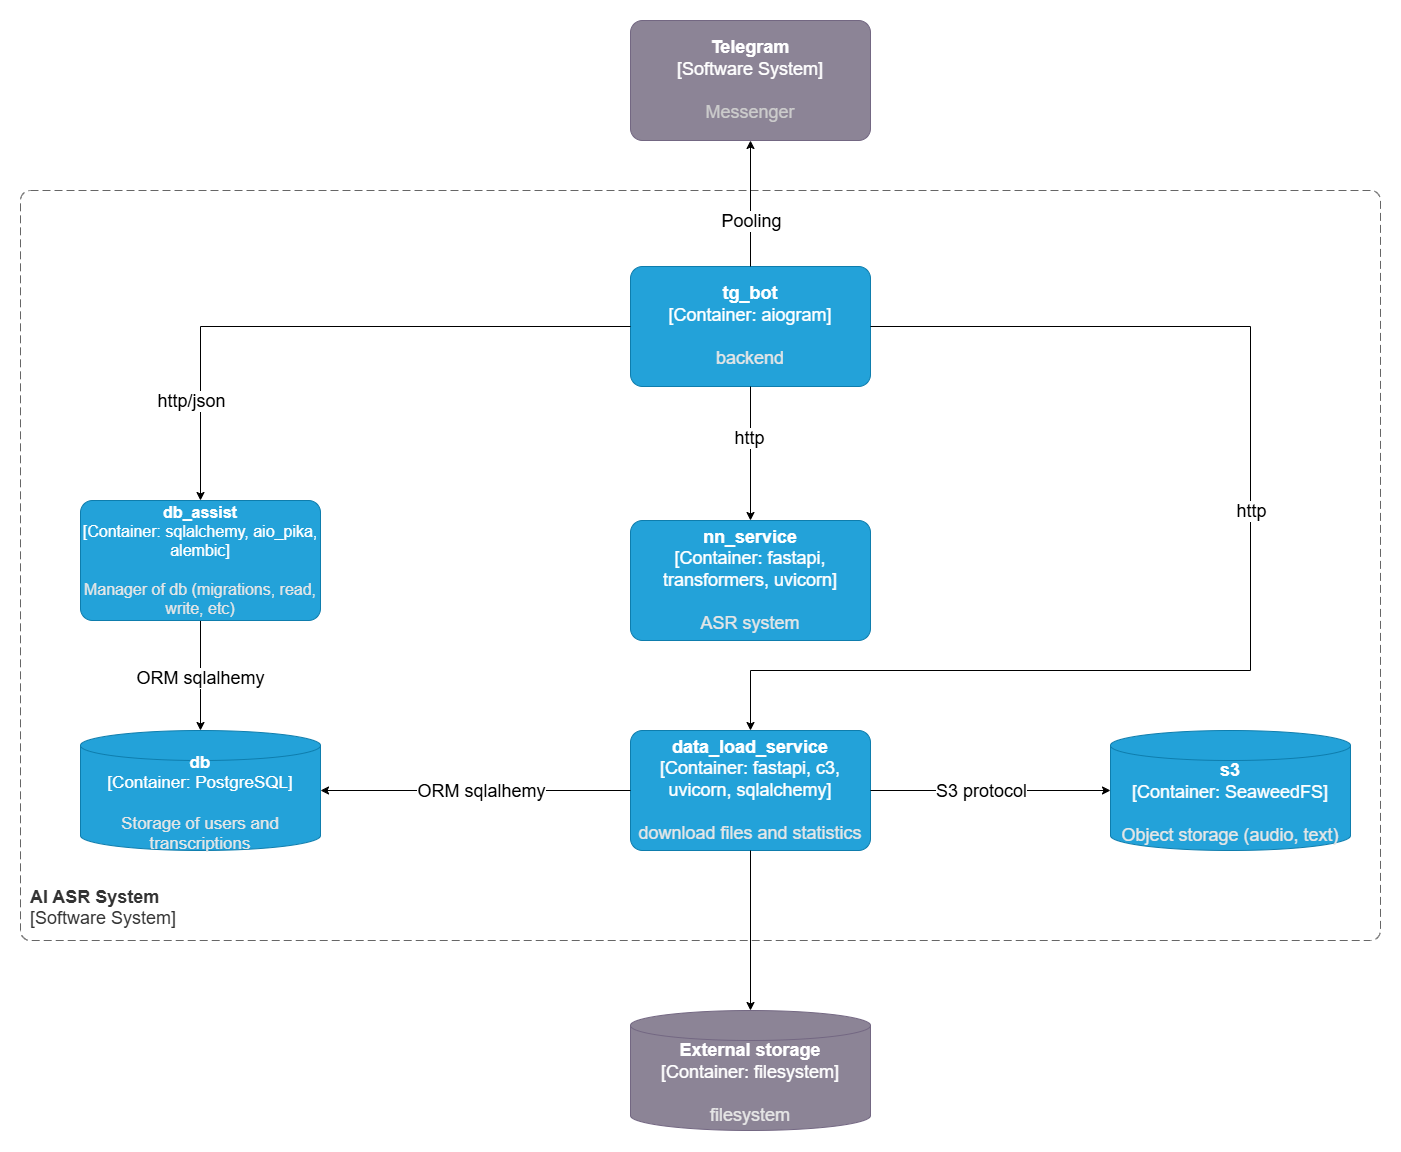 Telegram
[Software System]
Messenger
Pooling
tg_bot
[Container: aiogram]
backend
http/json
http
http
db_assist
[Container: sqlalchemy, aio_pika,
alembic]
Manager of db (migrations, read,
write, etc)
nn_service
[Container: fastapi,
transformers, uvicorn]
ASR system
ORM sqlalhemy
db
[Container: PostgreSQL]
Storage of users and
transcriptions
ORM sqlalhemy
data_load_service
[Container: fastapi, c3,
uvicorn, sqlalchemy]
download files and statistics
S3 protocol
s3
[Container: SeaweedFS]
Object storage (audio, text)
AI ASR System
[Software System]
External storage
[Container: filesystem]
filesystem